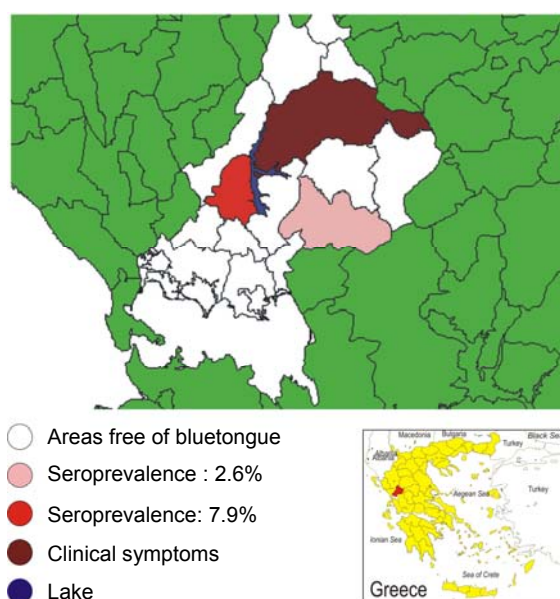 Areas free of bluetongue
Seroprevalence : 2.6%
Seroprevalence: 7.9%
Clinical symptoms
Lake
Macedonia
Bulgaria
Black Sea
Turkey
Albania
Aegean Sea
Turkey
Ionian Sea
Sea of Crete
Greece